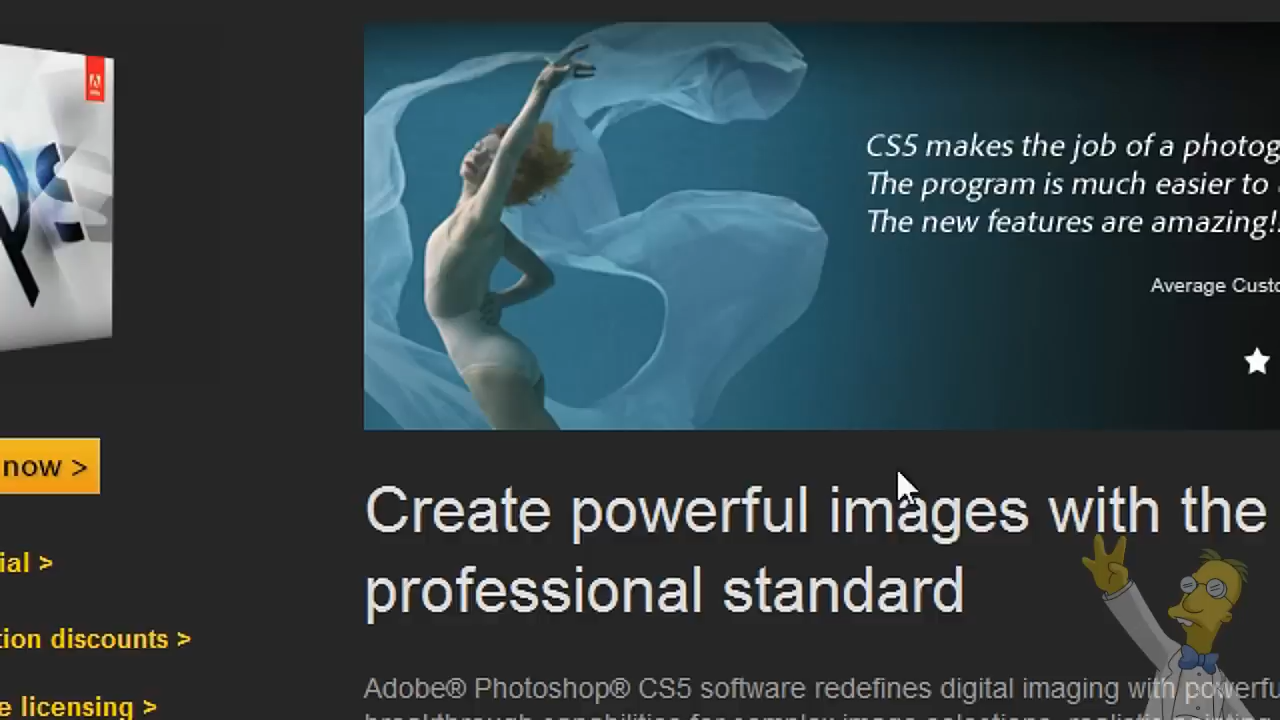 CS5 makes the job of a photog
The program is much easier to
The new features are amazing!
Average Custo
now >
Create powerful images with the
professional standard
ial >
tion discounts >
e licensing >
Adobe® Photoshop® CS5 software redefines digital imaging with powerfu